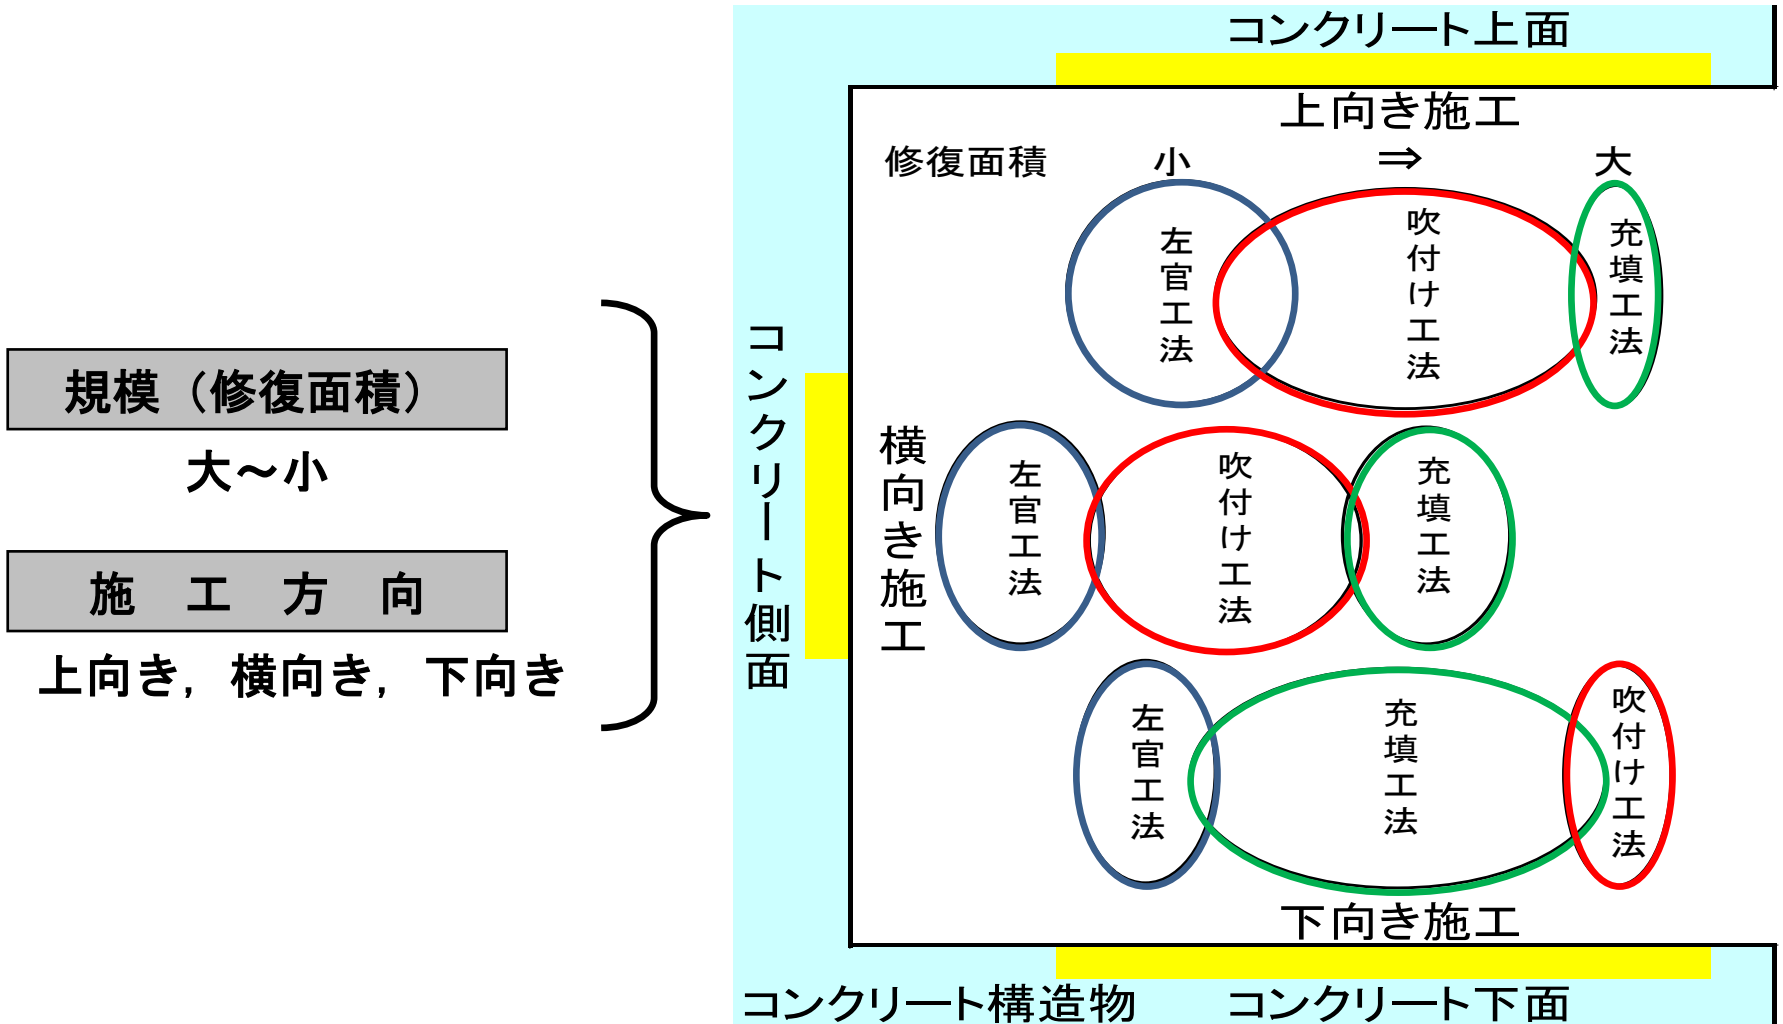 規模（修復面積）
大～小
施　工　方　向
上向き，横向き，下向き
コンクリート上面
上向き施工
修復面積　小　⇒　大
左官工法
吹付け工法
充填工法
コンクリート側面
横向き施工
左官工法
吹付け工法
充填工法
左官工法
充填工法
吹付け工法
下向き施工
コンクリート構造物
コンクリート下面